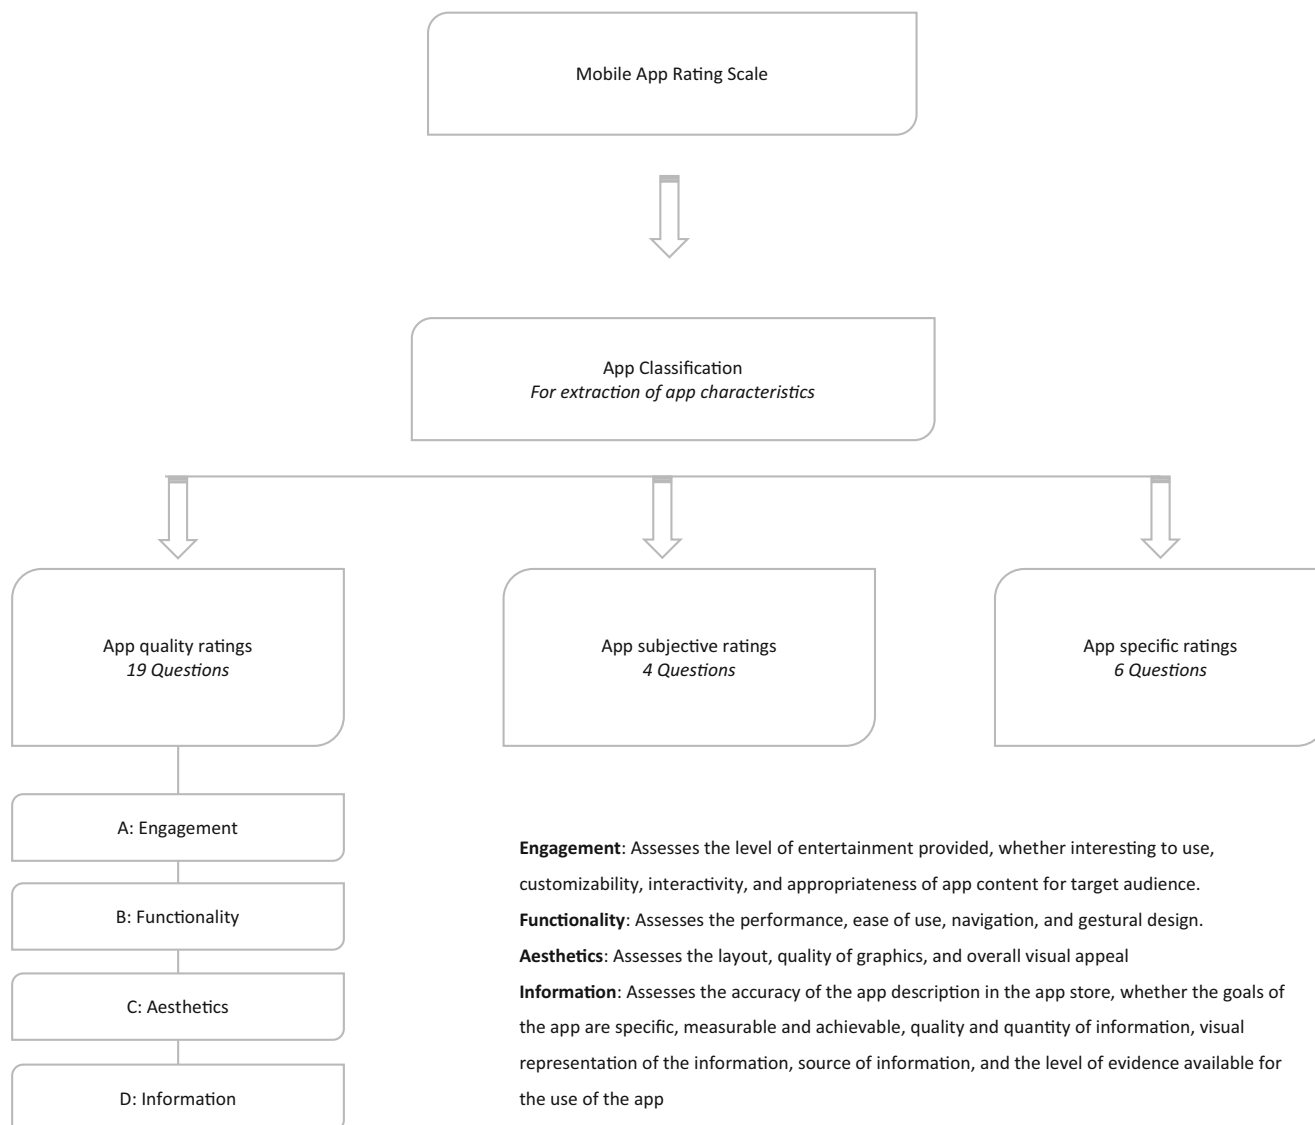 Mobile App Rating Scale
App Classification
For extraction of app characteristics
App quality ratings
19 Questions
App subjective ratings
4 Questions
App specific ratings
6 Questions
A: Engagement
B: Functionality
C: Aesthetics
D: Information
Engagement: Assesses the level of entertainment provided, whether interesting to use,
customizability, interactivity, and appropriateness of app content for target audience.
Functionality: Assesses the performance, ease of use, navigation, and gestural design.
Aesthetics: Assesses the layout, quality of graphics, and overall visual appeal
Information: Assesses the accuracy of the app description in the app store, whether the goals of
the app are specific, measurable and achievable, quality and quantity of information, visual
representation of the information, source of information, and the level of evidence available for
the use of the app